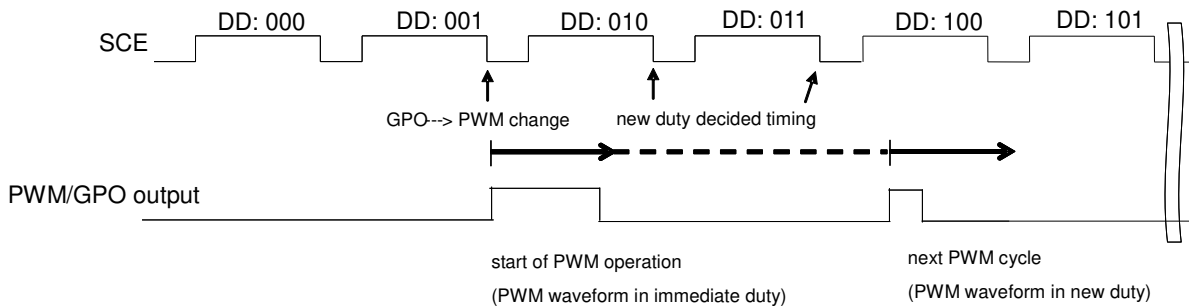 DD: 000 DD: 001 DD: 010 DD: 011 DD: 100 DD: 101
SCE
GPO---> PWM change new duty decided timing
PWM/GPO output
start of PWM operation next PWM cycle
(PWM waveform in immediate duty) (PWM waveform in new duty)